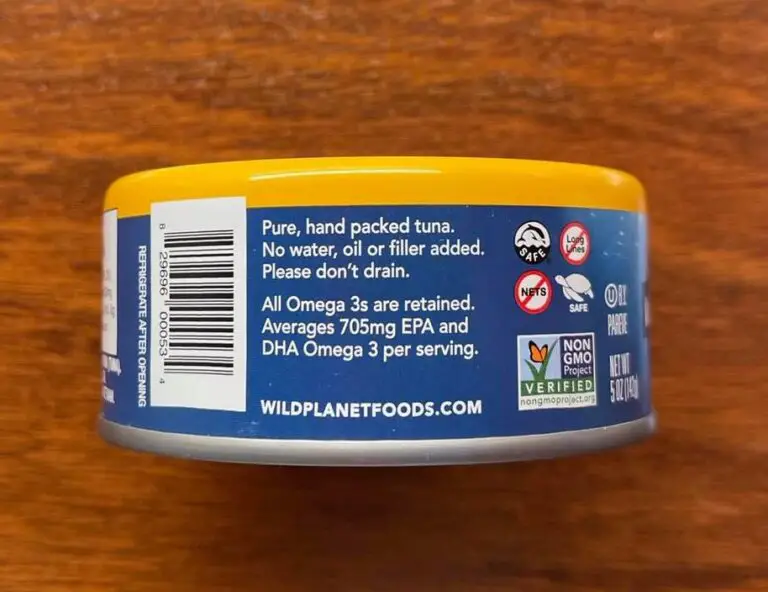 REFRIGERATE AFTER OPENING
8 29696 00053 4
Pure, hand packed tuna.
No water, oil or filler added.
Please don't drain.
All Omega 3s are retained.
Averages 705mg EPA and
DHA Omega 3 per serving.
WILDPLANETFOODS.COM
SAFE
Long
Lines
NETS
SAFE
NON
GMO
Project
VERIFIED
nongmoproject.org
U
PAREVE
NET WT
5 OZ (142g)